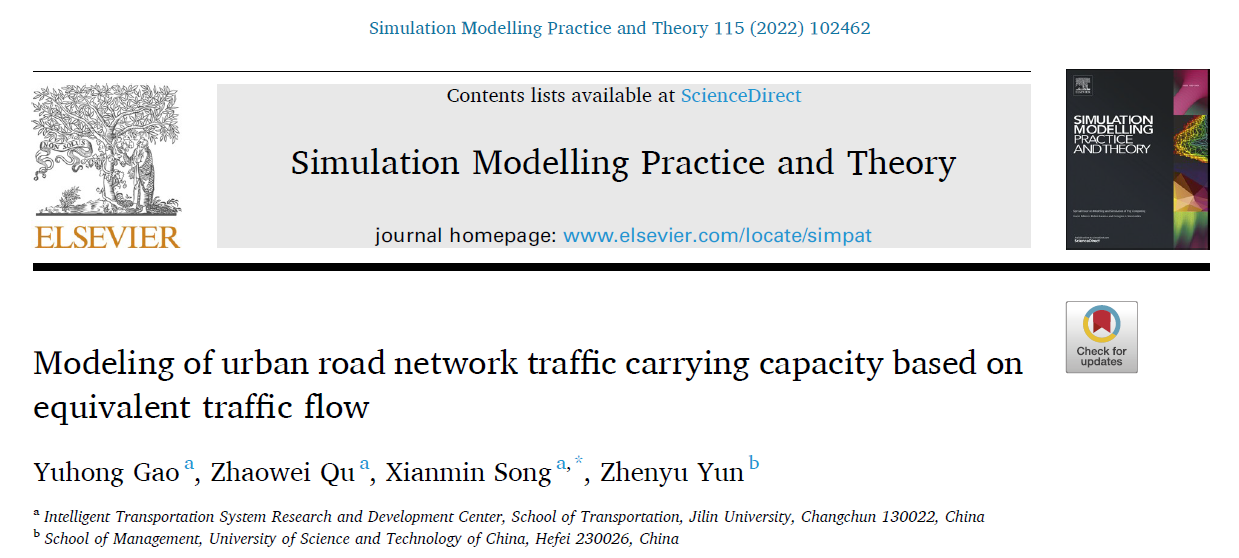 Simulation Modelling Practice and Theory 115 (2022) 102462
Contents lists available at ScienceDirect
Simulation Modelling Practice and Theory
journal homepage: www.elsevier.com/locate/simpat
NON SOLUS
ELSEVIER
SIMULATION
MODELLING
PRACTICE
AND THEORY
ScienceDirect
Check for
updates
Modeling of urban road network traffic carrying capacity based on
equivalent traffic flow
Yuhong Gao a, Zhaowei Qu a, Xianmin Song a,*, Zhenyu Yun b
a Intelligent Transportation System Research and Development Center, School of Transportation, Jilin University, Changchun 130022, China
b School of Management, University of Science and Technology of China, Hefei 230026, China